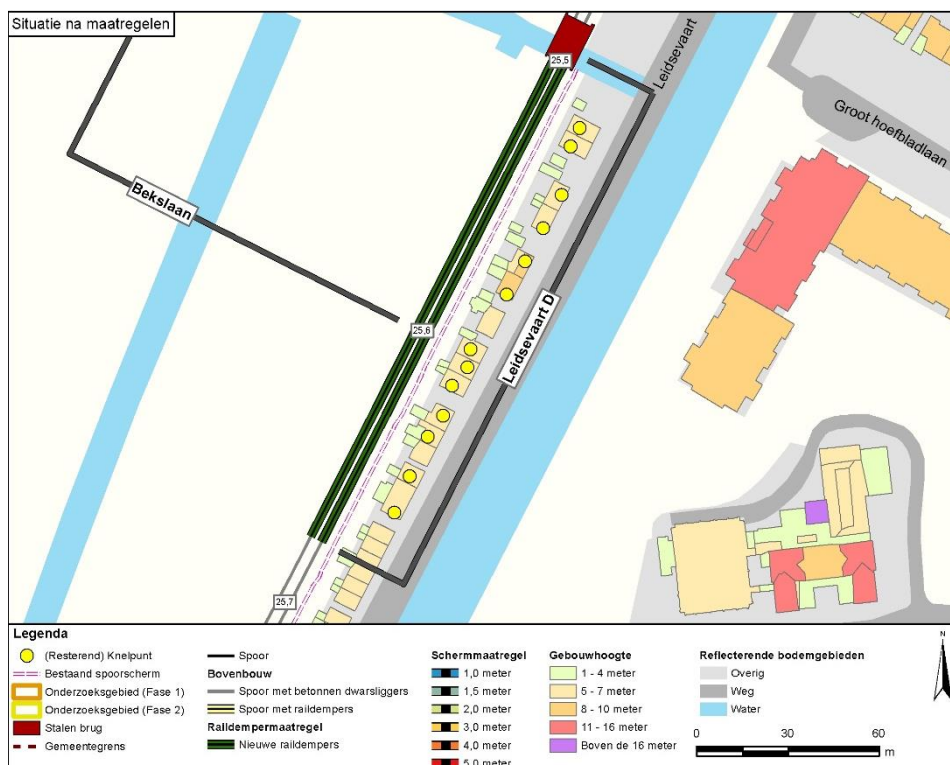 Situatie na maatregelen
25,5
Leidsevaart
Groot hoefbladlaan
Bekslaan
25,6
Leidsevaart D
25,7
Legenda
(Resterend) Knelpunt
Bestaand spoorscherm
Onderzoeksgebied (Fase 1)
Onderzoeksgebied (Fase 2)
Stalen brug
Gemeentegrens
Spoor
Bovenbouw
Spoor met betonnen dwarsliggers
Spoor met raildempers
Raildempermaatregel
Nieuwe raildempers
Schermmaatregel
1,0 meter
1,5 meter
2,0 meter
3,0 meter
4,0 meter
5,0 meter
Gebouwhoogte
1 - 4 meter
5 - 7 meter
8 - 10 meter
11 - 16 meter
Boven de 16 meter
Reflecterende bodemgebieden
Overig
Weg
Water
N
0 30 60
m